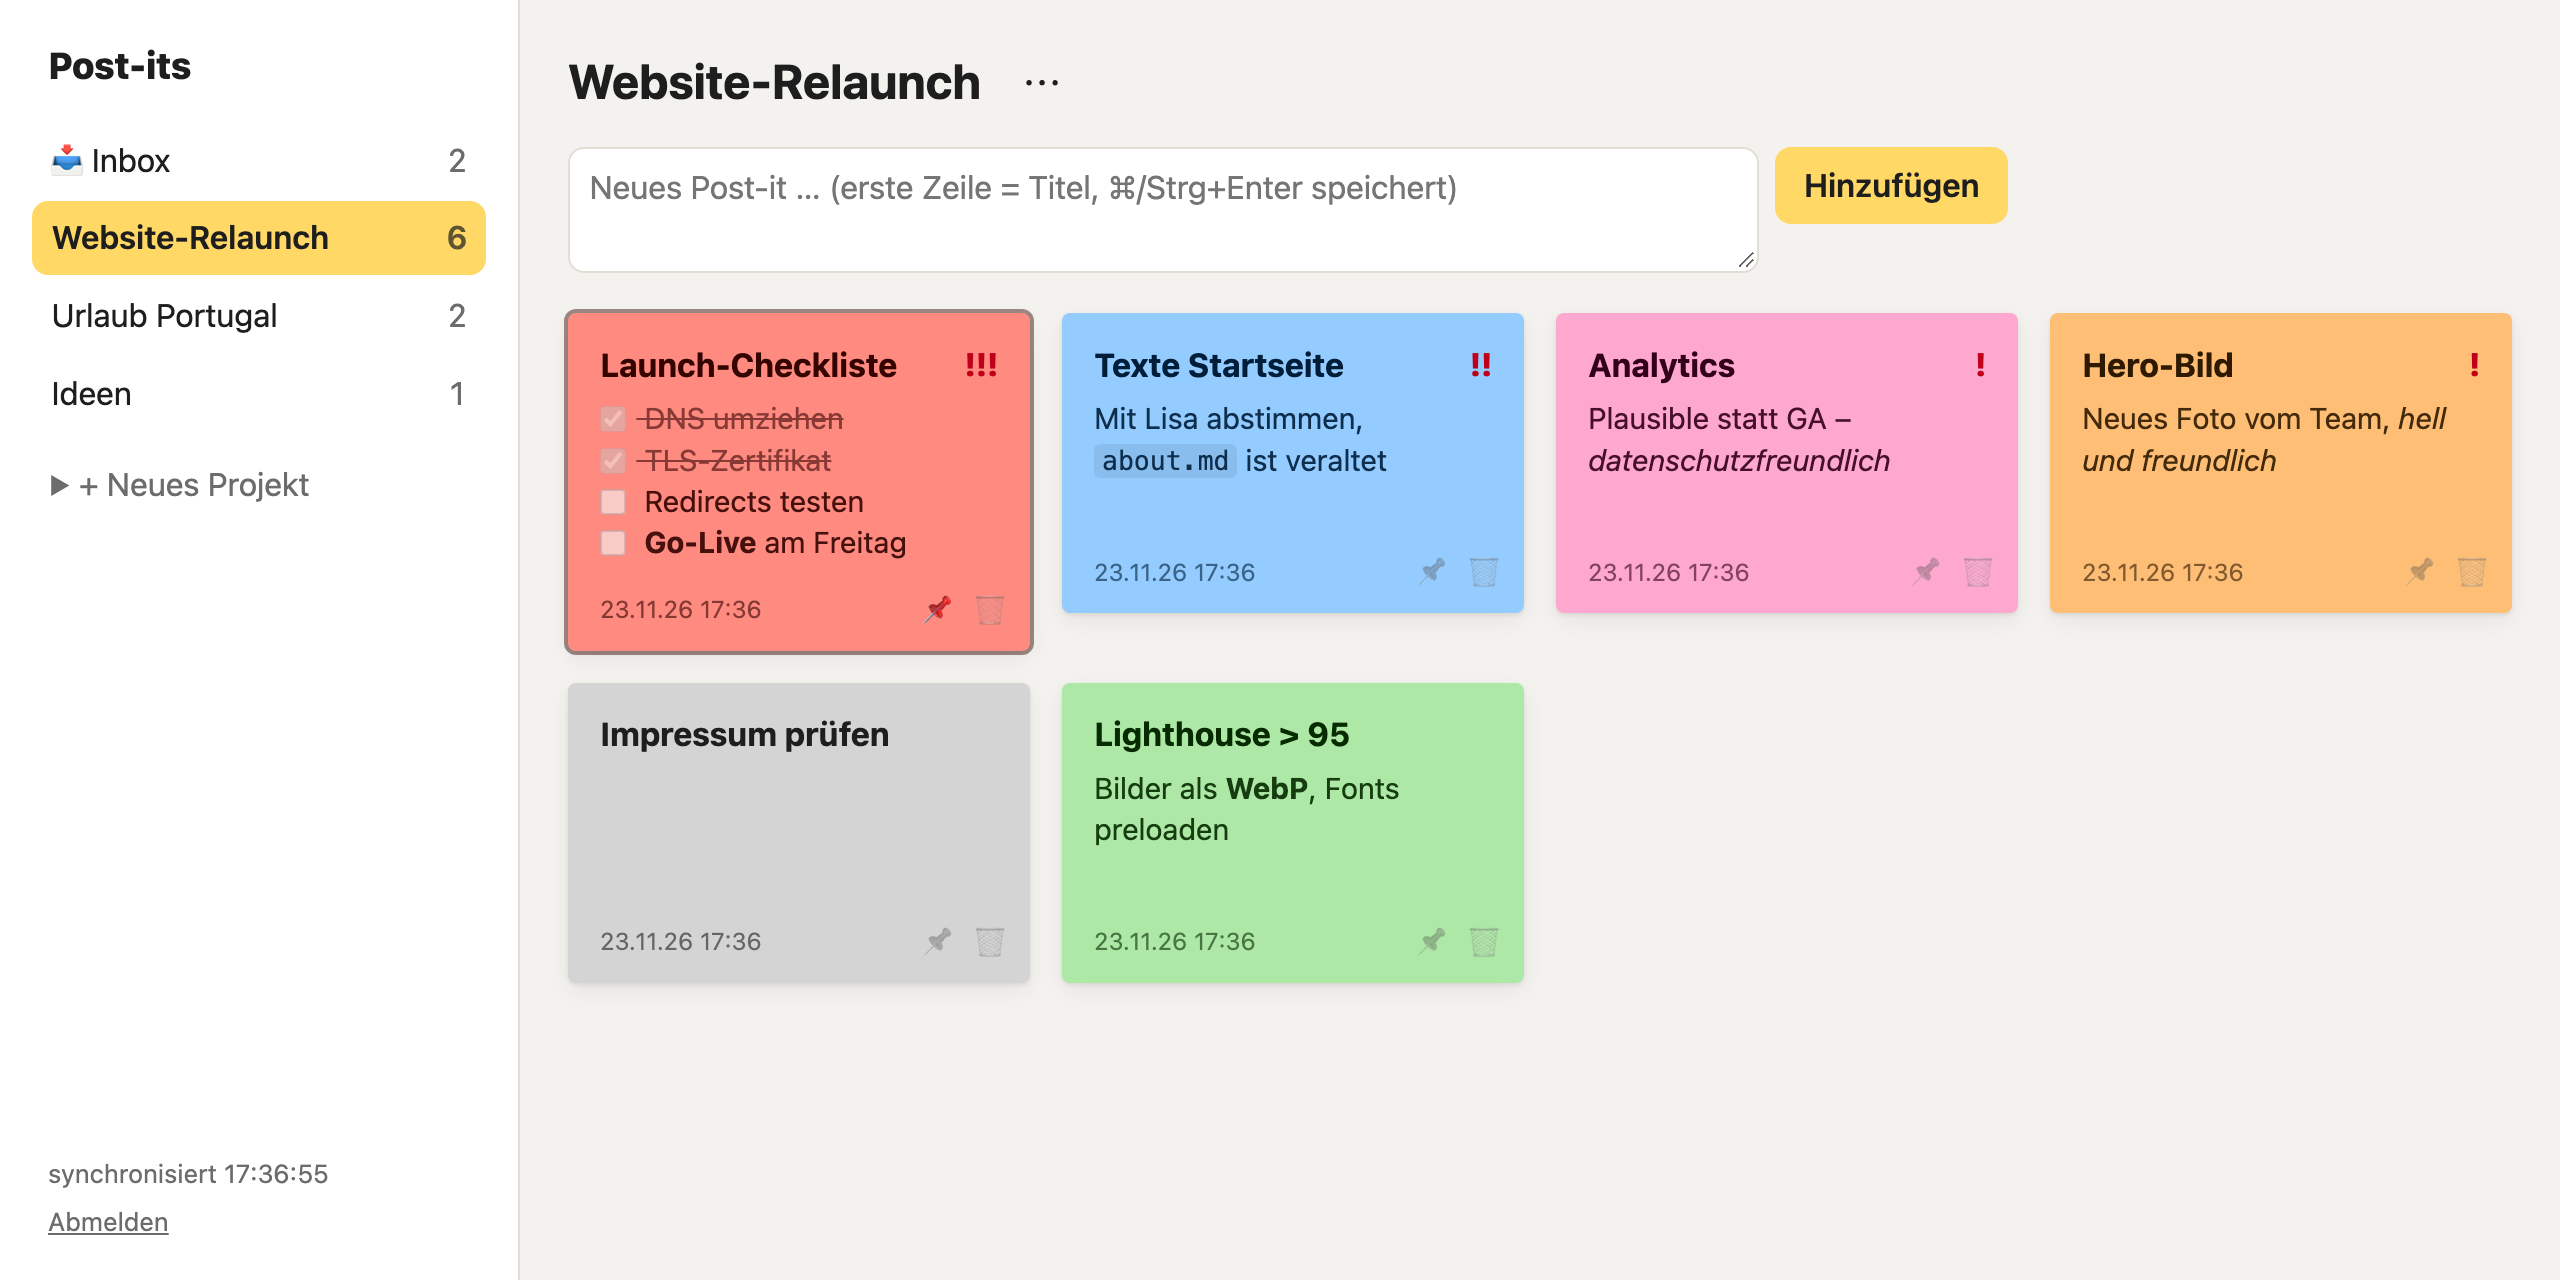 Post-its
Inbox 2
Website-Relaunch 6
Urlaub Portugal 2
Ideen 1
+ Neues Projekt
synchronisiert 17:36:55
Abmelden
Website-Relaunch ...
Neues Post-it ... (erste Zeile = Titel, ⌘/Strg+Enter speichert)
Hinzufügen
Launch-Checkliste !!!
DNS umziehen
TLS-Zertifikat
Redirects testen
Go-Live am Freitag
23.11.26 17:36
Texte Startseite !!
Mit Lisa abstimmen,
about.md ist veraltet
23.11.26 17:36
Analytics !
Plausible statt GA –
datenschutzfreundlich
23.11.26 17:36
Hero-Bild !
Neues Foto vom Team, hell
und freundlich
23.11.26 17:36
Impressum prüfen
23.11.26 17:36
Lighthouse > 95
Bilder als WebP, Fonts
preloaden
23.11.26 17:36